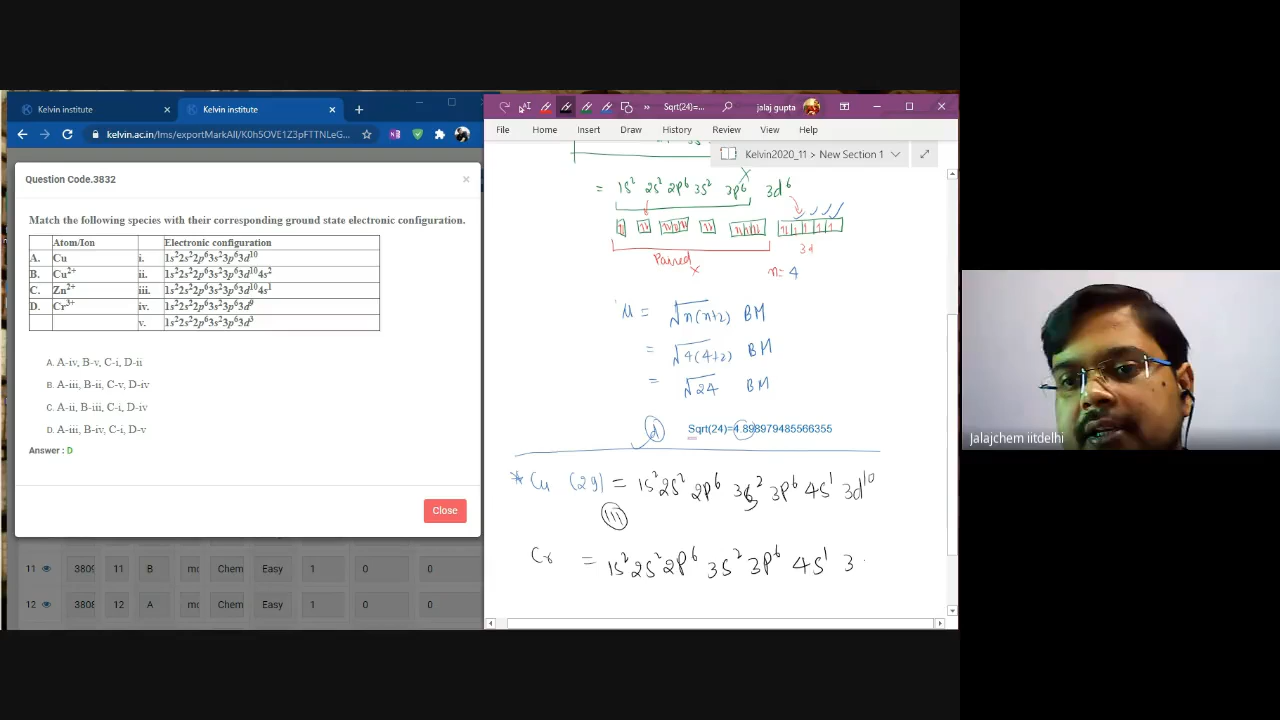 Kelvin institute
Kelvin institute
kelvin.ac.in/lms/exportMarkAll/K0h5OVE1Z3pFTTNLeG...
Question Code.3832
Match the following species with their corresponding ground state electronic configuration.
Atom/Ion Electronic configuration
A. Cu i. 1s²2s²2p⁶3s²3p⁶3d¹⁰
B. Cu²⁺ ii. 1s²2s²2p⁶3s²3p⁶3d¹⁰4s²
C. Zn²⁺ iii. 1s²2s²2p⁶3s²3p⁶3d¹⁰4s¹
D. Cr³⁺ iv. 1s²2s²2p⁶3s²3p⁶3d⁹
v. 1s²2s²2p⁶3s²3p⁶3d³
A. A-iv, B-v, C-i, D-ii
B. A-iii, B-ii, C-v, D-iv
C. A-ii, B-iii, C-i, D-iv
D. A-iii, B-iv, C-i, D-v
Answer : D
Close
11 3809 11 B Chem Easy 1 0 0
12 3808 12 A Chem Easy 1 0 0
Sqrt(24)=... jalaj gupta
File Home Insert Draw History Review View Help
Kelvin2020_11 > New Section 1
= 1s² 2s² 2p⁶ 3s² 3p⁶ 3d⁶
3d
Paired
n= 4
μ = √n(n+2) BM
= √4(4+2) BM
= √24 BM
d Sqrt(24)=4.898979485566355
* Cu (29) = 1s² 2s² 2p⁶ 3s² 3p⁶ 4s¹ 3d¹⁰
(III)
Cr = 1s² 2s² 2p⁶ 3s² 3p⁶ 4s¹ 3
Jalajchem iitdelhi